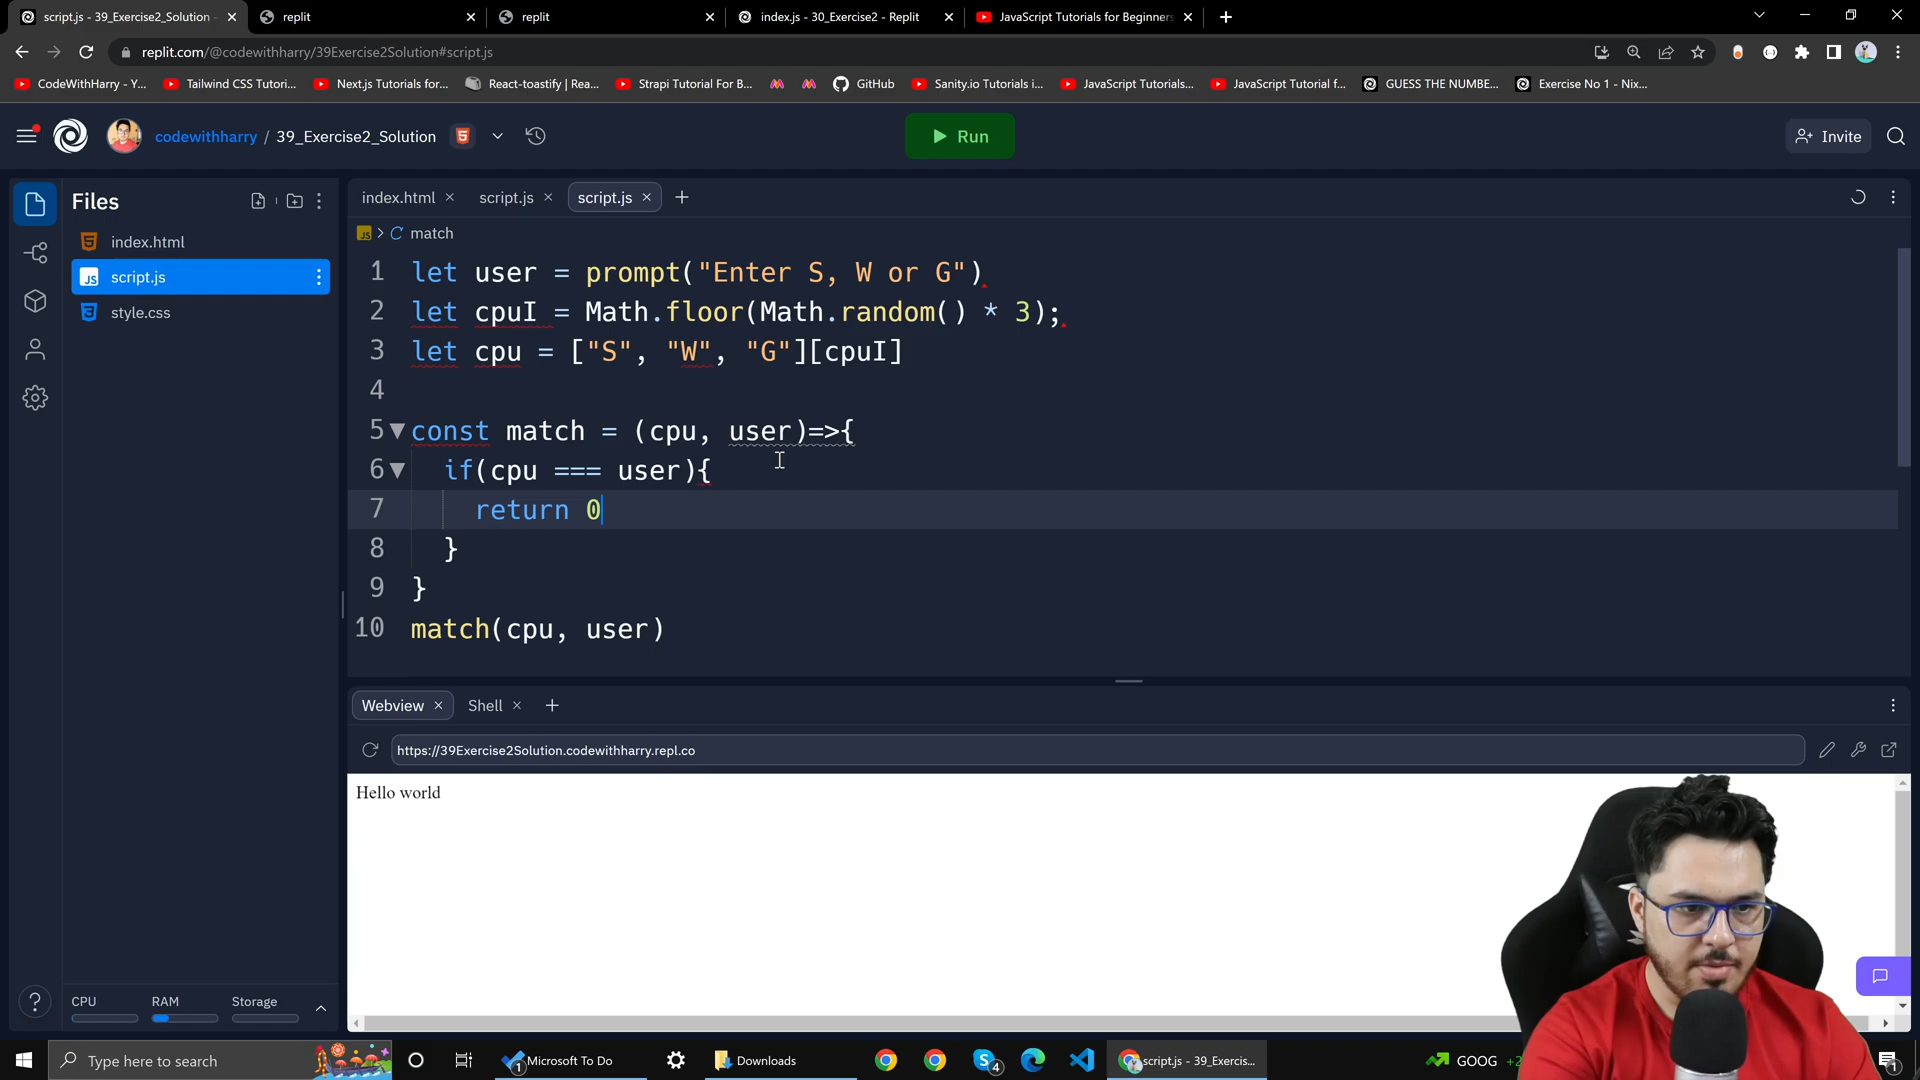 script.js - 39_Exercise2_Solution -
replit
replit
index.js - 30_Exercise2 - Replit
JavaScript Tutorials for Beginners
replit.com/@codewithharry/39Exercise2Solution#script.js
CodeWithHarry - Y...
Tailwind CSS Tutori...
Next.js Tutorials for...
React-toastify | Rea...
Strapi Tutorial For B...
GitHub
Sanity.io Tutorials i...
JavaScript Tutorials...
JavaScript Tutorial f...
GUESS THE NUMBE...
Exercise No 1 - Nix...
codewithharry / 39_Exercise2_Solution
Run
Invite
Files
index.html
script.js
script.js
index.html
script.js
style.css
JS > match
1 let user = prompt("Enter S, W or G")
2 let cpuI = Math.floor(Math.random() * 3);
3 let cpu = ["S", "W", "G"][cpuI]
4
5 const match = (cpu, user)=>{
6 if(cpu === user){
7 return 0
8 }
9 }
10 match(cpu, user)
Webview
Shell
https://39Exercise2Solution.codewithharry.repl.co
Hello world
CPU
RAM
Storage
Type here to search
1
Microsoft To Do
Downloads
4
script.js - 39_Exercis...
GOOG +2
1